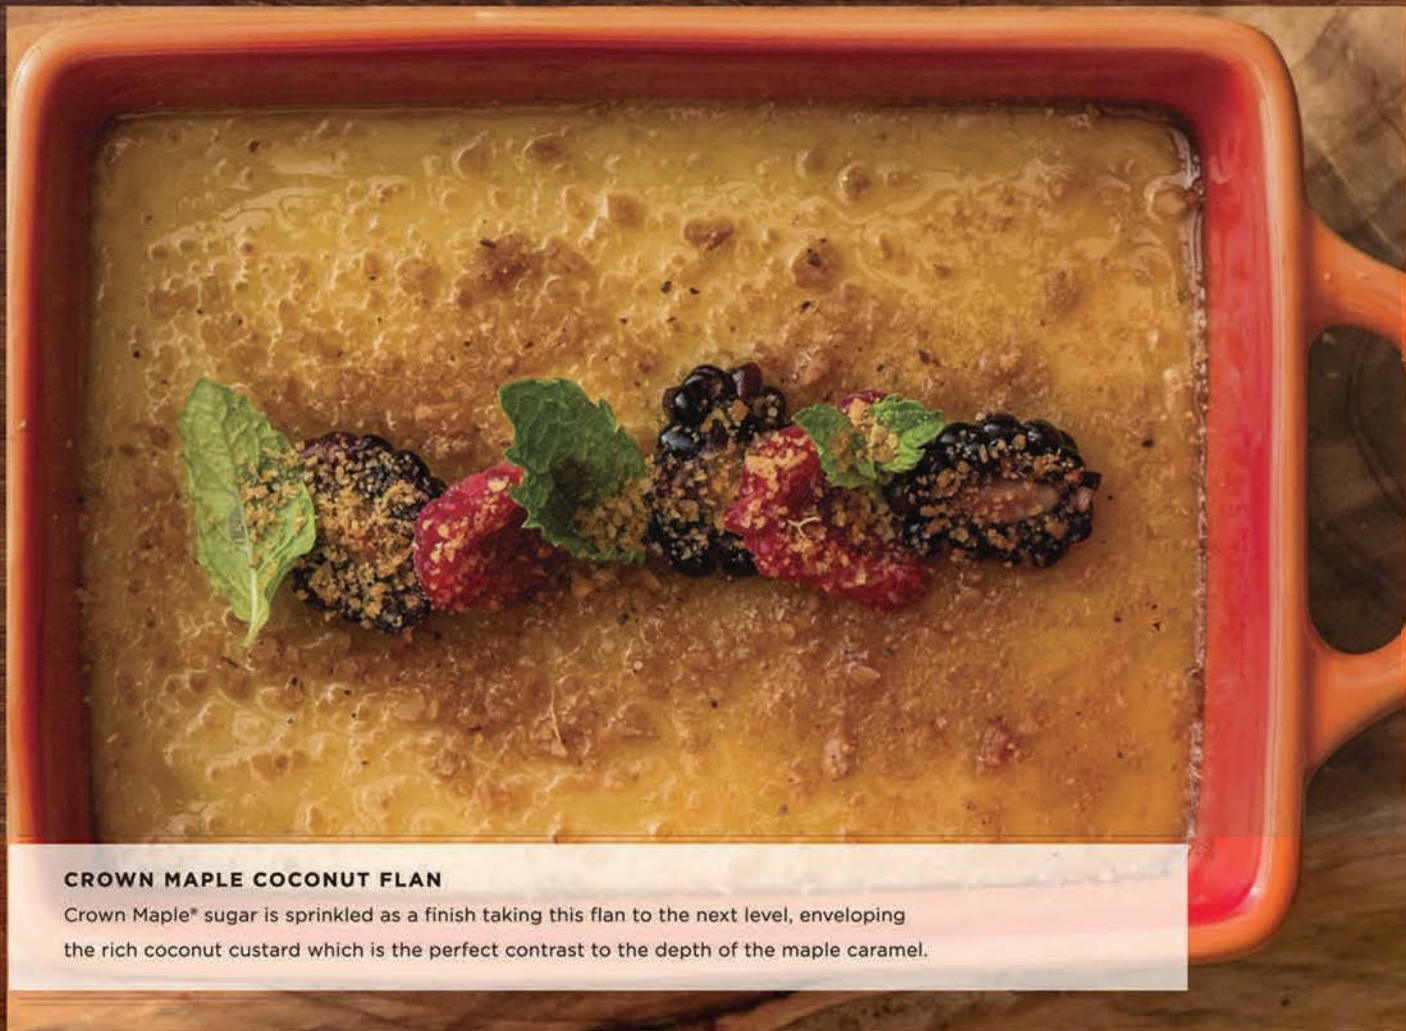 CROWN MAPLE COCONUT FLAN
Crown Maple® sugar is sprinkled as a finish taking this flan to the next level, enveloping
the rich coconut custard which is the perfect contrast to the depth of the maple caramel.